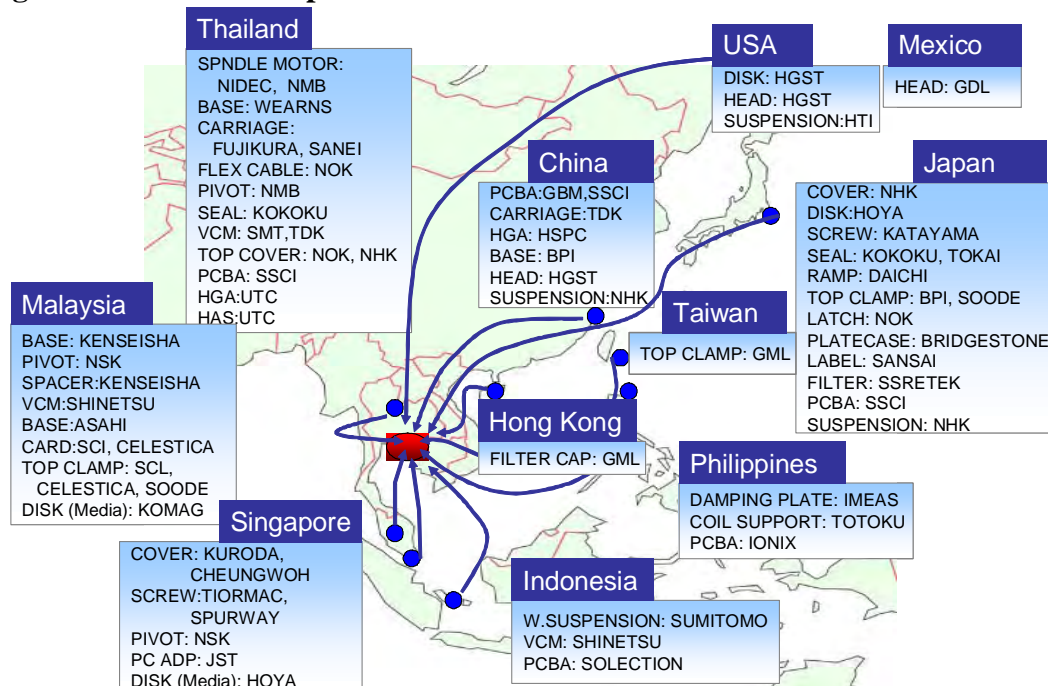 Thailand
SPNDLE MOTOR:
NIDEC, NMB
BASE: WEARNS
CARRIAGE:
FUJIKURA, SANEI
FLEX CABLE: NOK
PIVOT: NMB
SEAL: KOKOKU
VCM: SMT,TDK
TOP COVER: NOK, NHK
PCBA: SSCI
HGA:UTC
HAS:UTC
USA
DISK: HGST
HEAD: HGST
SUSPENSION:HTI
Mexico
HEAD: GDL
China
PCBA:GBM,SSCI
CARRIAGE:TDK
HGA: HSPC
BASE: BPI
HEAD: HGST
SUSPENSION:NHK
Japan
COVER: NHK
DISK:HOYA
SCREW: KATAYAMA
SEAL: KOKOKU, TOKAI
RAMP: DAICHI
TOP CLAMP: BPI, SOODE
LATCH: NOK
PLATECASE: BRIDGESTONE
LABEL: SANSAI
FILTER: SSRETEK
PCBA: SSCI
SUSPENSION: NHK
Malaysia
BASE: KENSEISHA
PIVOT: NSK
SPACER:KENSEISHA
VCM:SHINETSU
BASE:ASAHI
CARD:SCI, CELESTICA
TOP CLAMP: SCL,
CELESTICA, SOODE
DISK (Media): KOMAG
Taiwan
TOP CLAMP: GML
Hong Kong
FILTER CAP: GML
Philippines
DAMPING PLATE: IMEAS
COIL SUPPORT: TOTOKU
PCBA: IONIX
Singapore
COVER: KURODA,
CHEUNGWOH
SCREW:TIORMAC,
SPURWAY
PIVOT: NSK
PC ADP: JST
DISK (Media): HOYA
Indonesia
W.SUSPENSION: SUMITOMO
VCM: SHINETSU
PCBA: SOLECTION